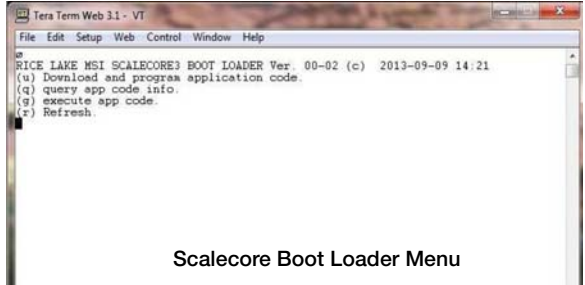 Tera Term Web 3.1 - VT
File Edit Setup Web Control Window Help
ø
RICE LAKE MSI SCALECORE3 BOOT LOADER Ver. 00-02 (c) 2013-09-09 14:21
(u) Download and program application code.
(q) query app code info.
(g) execute app code.
(r) Refresh.
Scalecore Boot Loader Menu